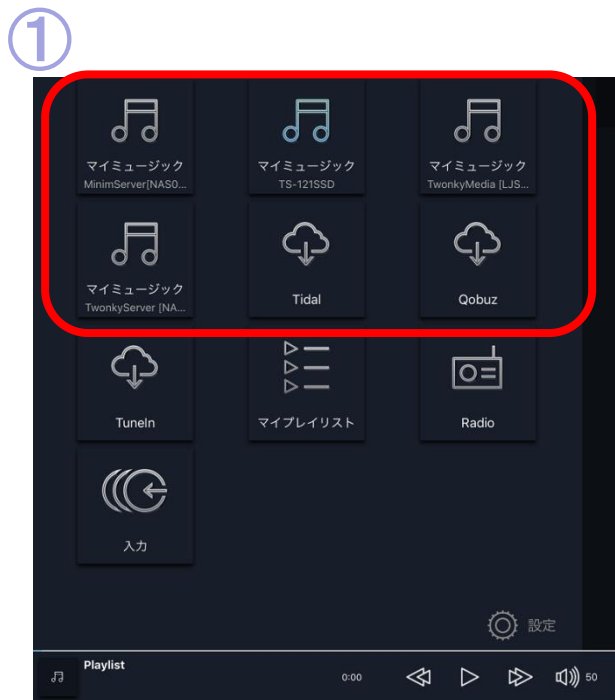 ①
マイミュージック
MinimServer[NAS0...
マイミュージック
TS-121SSD
マイミュージック
TwonkyMedia [LJS...
マイミュージック
TwonkyServer [NA...
Tidal
Qobuz
TuneIn
マイプレイリスト
Radio
入力
設定
Playlist
0:00
50